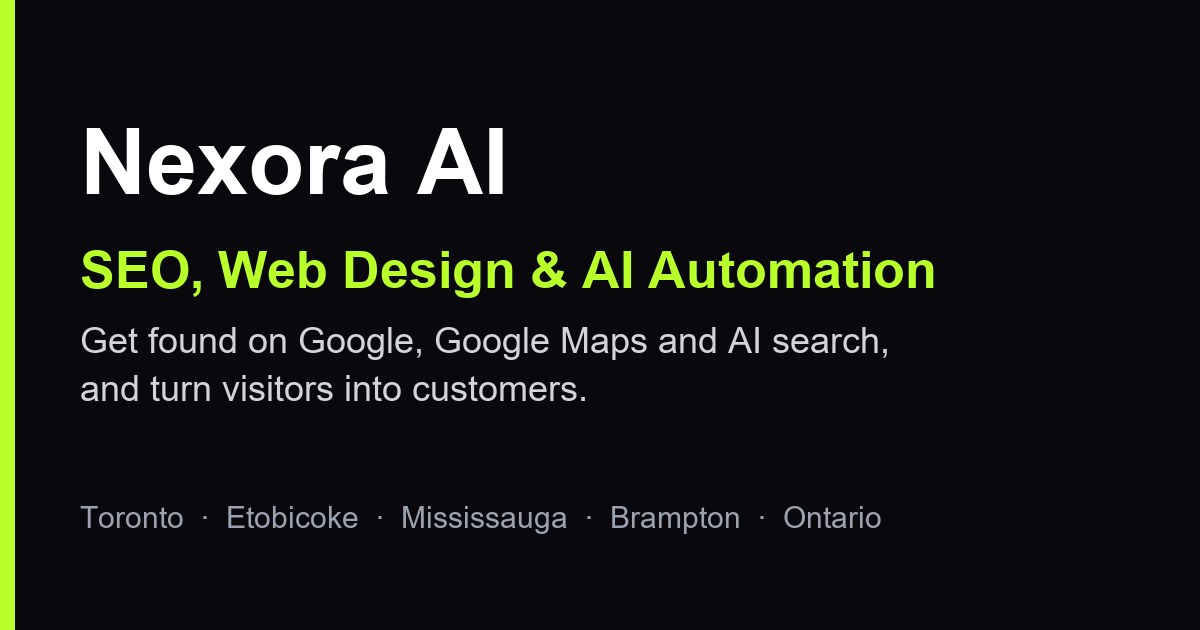 Nexora AI
SEO, Web Design & AI Automation
Get found on Google, Google Maps and AI search,
and turn visitors into customers.
Toronto · Etobicoke · Mississauga · Brampton · Ontario